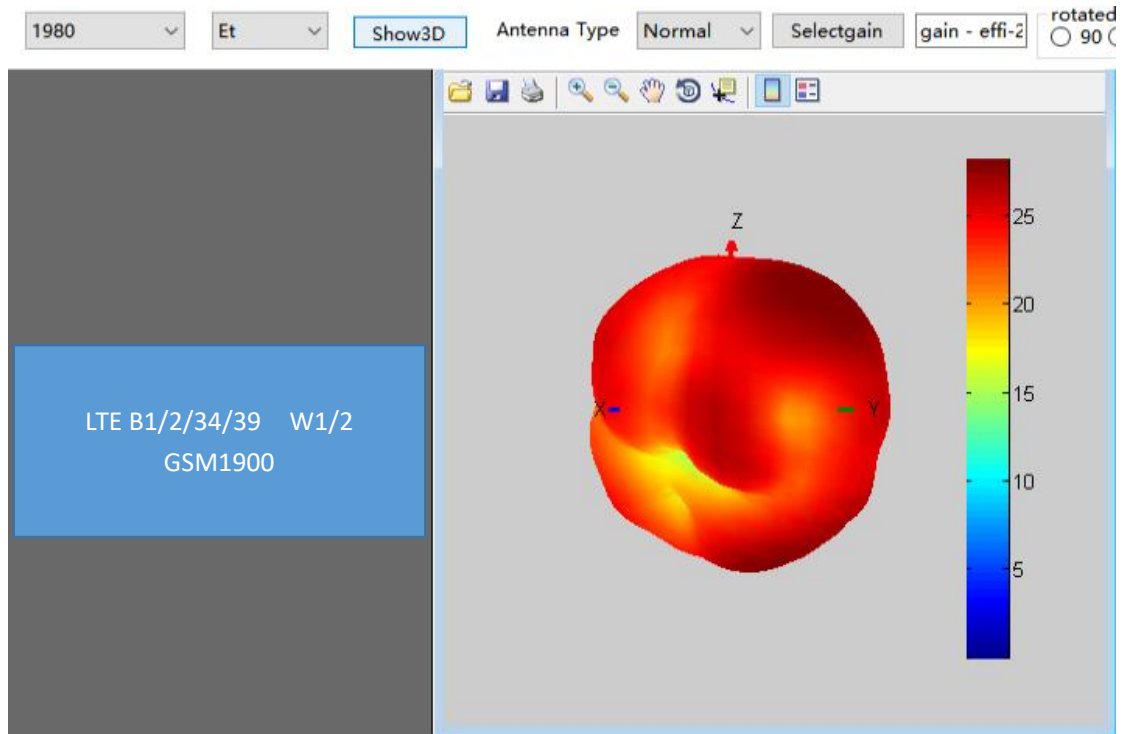 1980 Et Show3D Antenna Type Normal Selectgain gain - effi-2 rotated
90
Z
25
20
15
X Y
LTE B1/2/34/39 W1/2
GSM1900
10
5